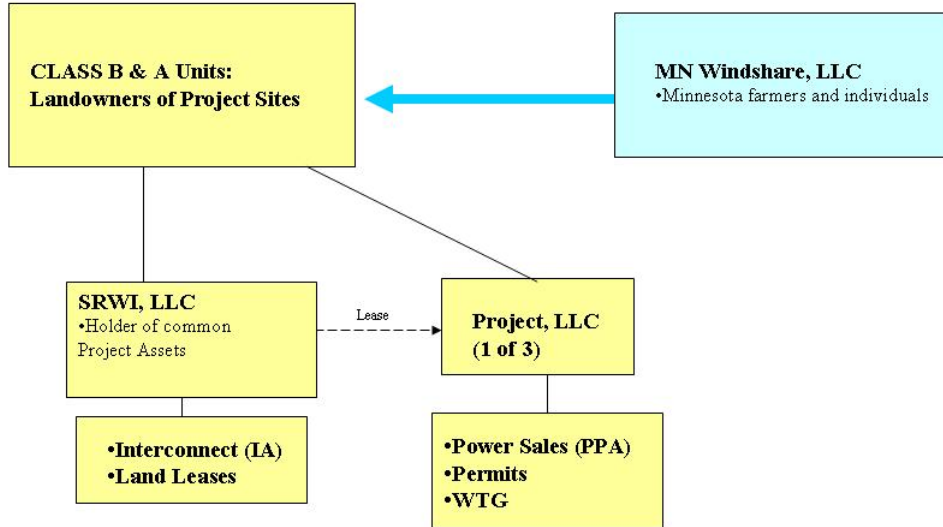 CLASS B & A Units:
Landowners of Project Sites
MN Windshare, LLC
•Minnesota farmers and individuals
SRWI, LLC
•Holder of common
Project Assets
Lease
Project, LLC
(1 of 3)
•Interconnect (IA)
•Land Leases
•Power Sales (PPA)
•Permits
•WTG